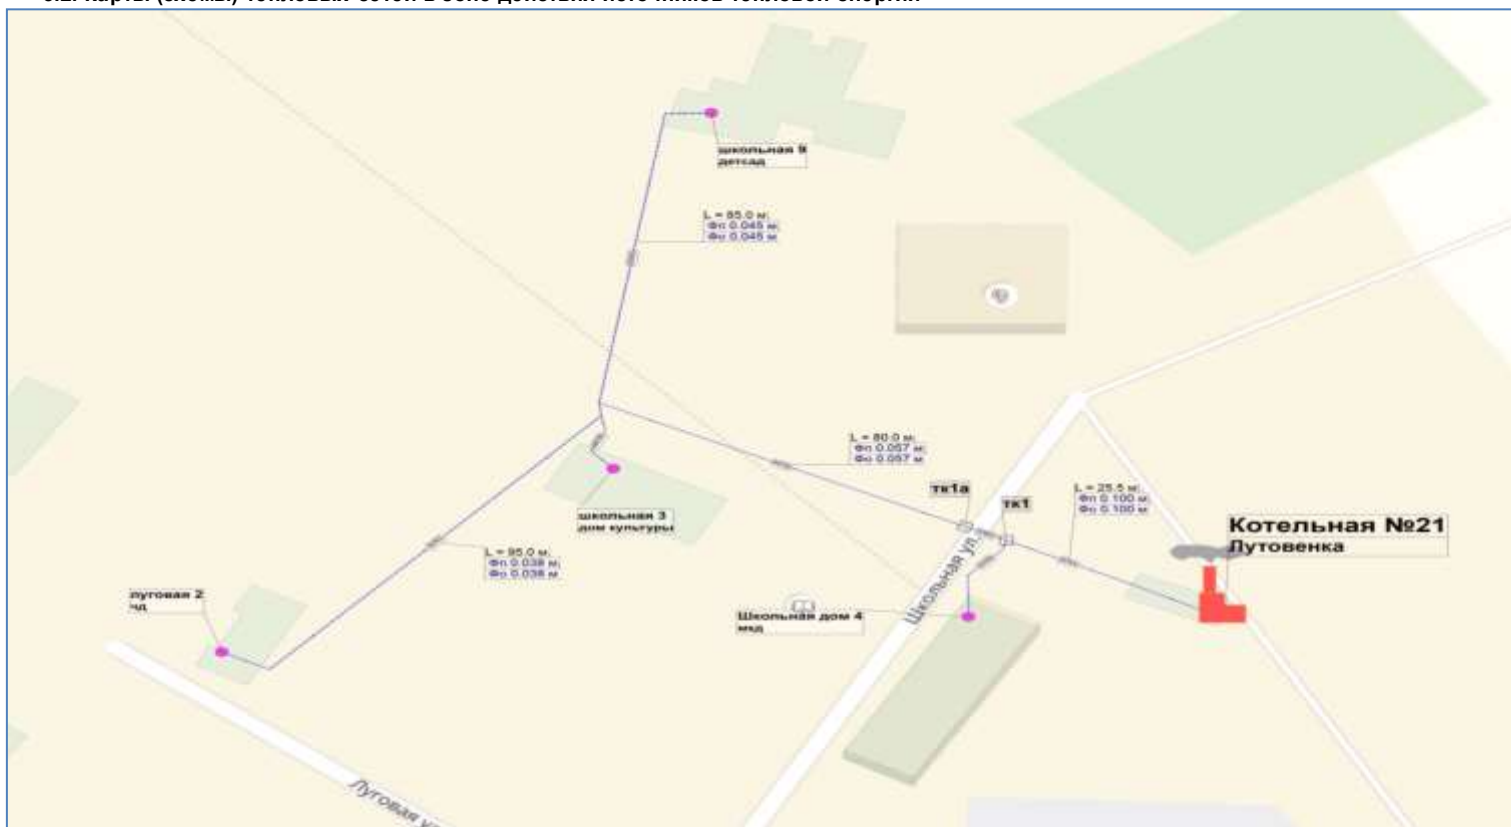 школьная 9
детсад
L = 85.0 м;
Фп 0.045 м;
Фо 0.045 м
L = 80.0 м;
Фп 0.057 м;
Фо 0.057 м
тк1а
тк1
L = 25.5 м;
Фп 0.100 м
Фо 0.100 м
Котельная №21
Лутовенка
школьная 3
дом культуры
L = 95.0 м;
Фп 0.038 м;
Фо 0.038 м
луговая 2
чд
Школьная дом 4
мкд
Школьная ул.
Луговая